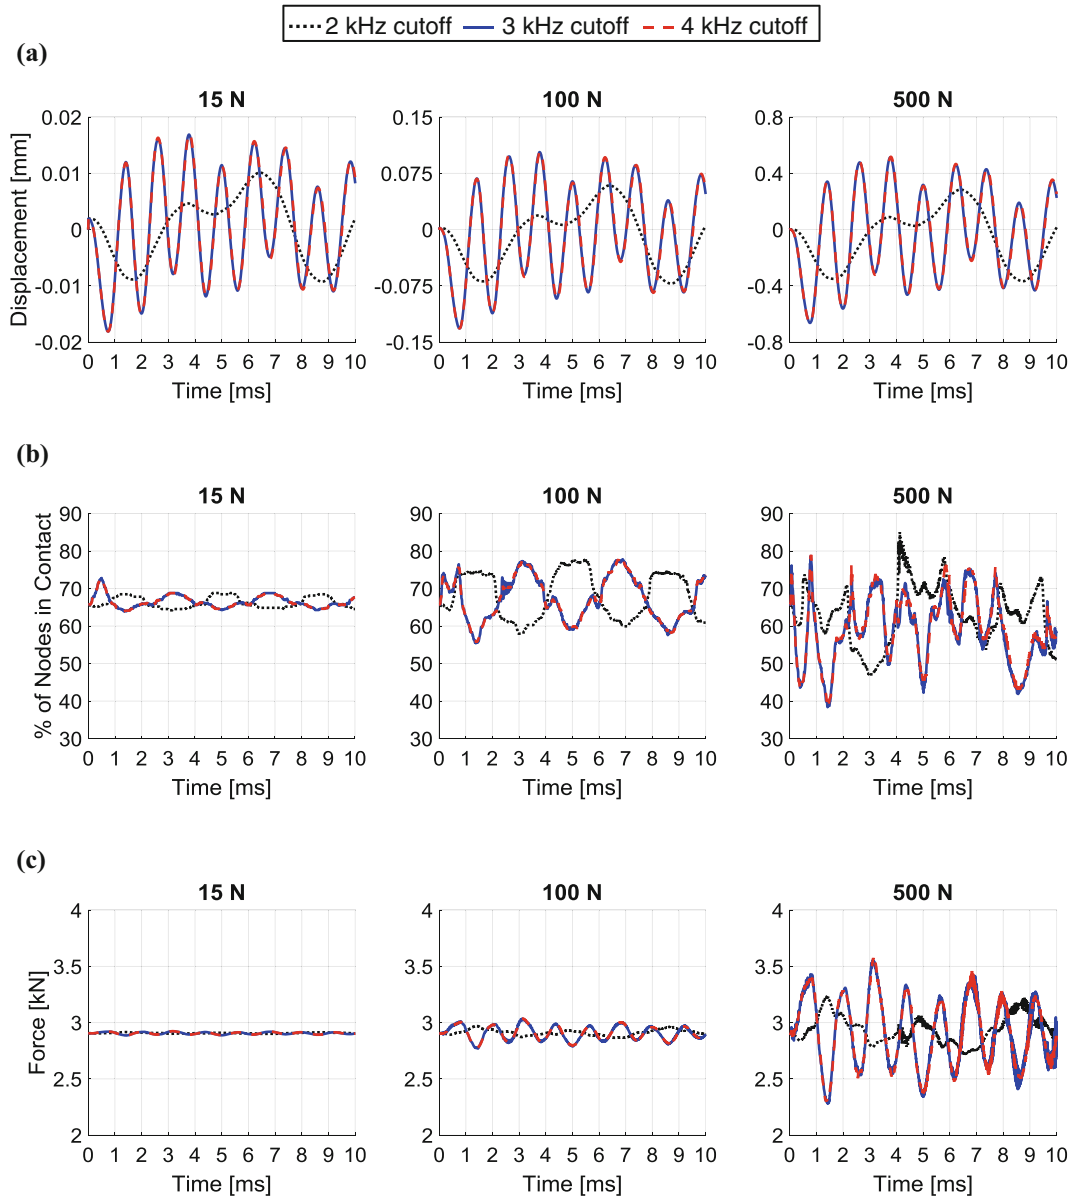 2 kHz cutoff 3 kHz cutoff 4 kHz cutoff
(a)
15 N 100 N 500 N
Displacement [mm]
0.02 0.01 0 -0.01 -0.02
0.15 0.075 0 -0.075 -0.15
0.8 0.4 0 -0.4 -0.8
0 1 2 3 4 5 6 7 8 9 10 0 1 2 3 4 5 6 7 8 9 10 0 1 2 3 4 5 6 7 8 9 10
Time [ms] Time [ms] Time [ms]
(b)
15 N 100 N 500 N
% of Nodes in Contact
90 80 70 60 50 40 30
90 80 70 60 50 40 30
90 80 70 60 50 40 30
0 1 2 3 4 5 6 7 8 9 10 0 1 2 3 4 5 6 7 8 9 10 0 1 2 3 4 5 6 7 8 9 10
Time [ms] Time [ms] Time [ms]
(c)
15 N 100 N 500 N
Force [kN]
4 3.5 3 2.5 2
4 3.5 3 2.5 2
4 3.5 3 2.5 2
0 1 2 3 4 5 6 7 8 9 10 0 1 2 3 4 5 6 7 8 9 10 0 1 2 3 4 5 6 7 8 9 10
Time [ms] Time [ms] Time [ms]